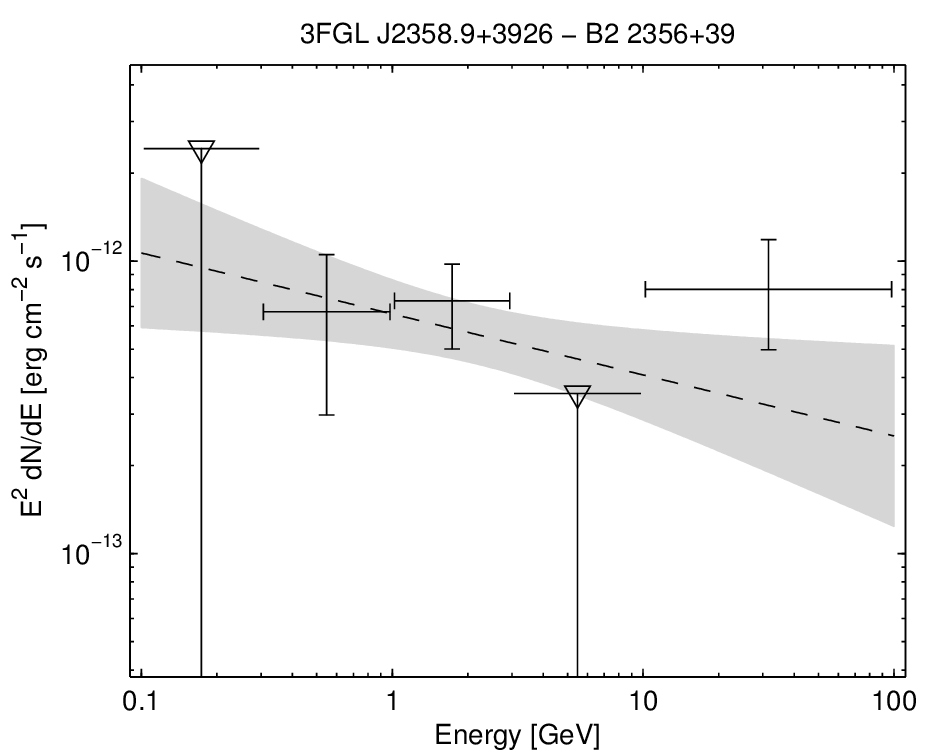 3FGL J2358.9+3926 − B2 2356+39
E² dN/dE [erg cm⁻² s⁻¹]
10⁻¹²
10⁻¹³
0.1 1 10 100
Energy [GeV]